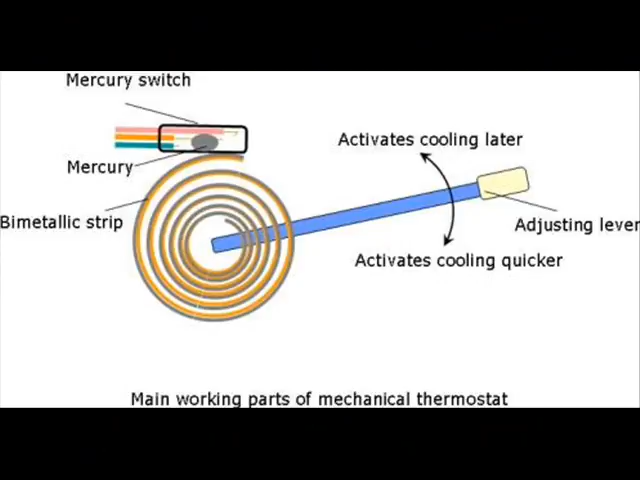 Mercury switch
Activates cooling later
Mercury
Bimetallic strip
Adjusting lever
Activates cooling quicker
Main working parts of mechanical thermostat